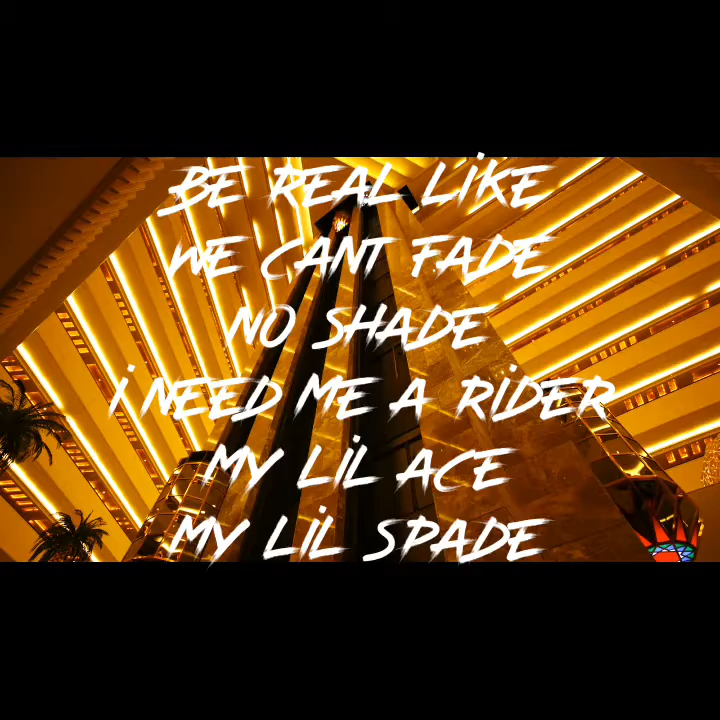 BE REAL LIKE
WE CANT FADE
NO SHADE
I NEED ME A RIDER
MY LIL ACE
MY LIL SPADE